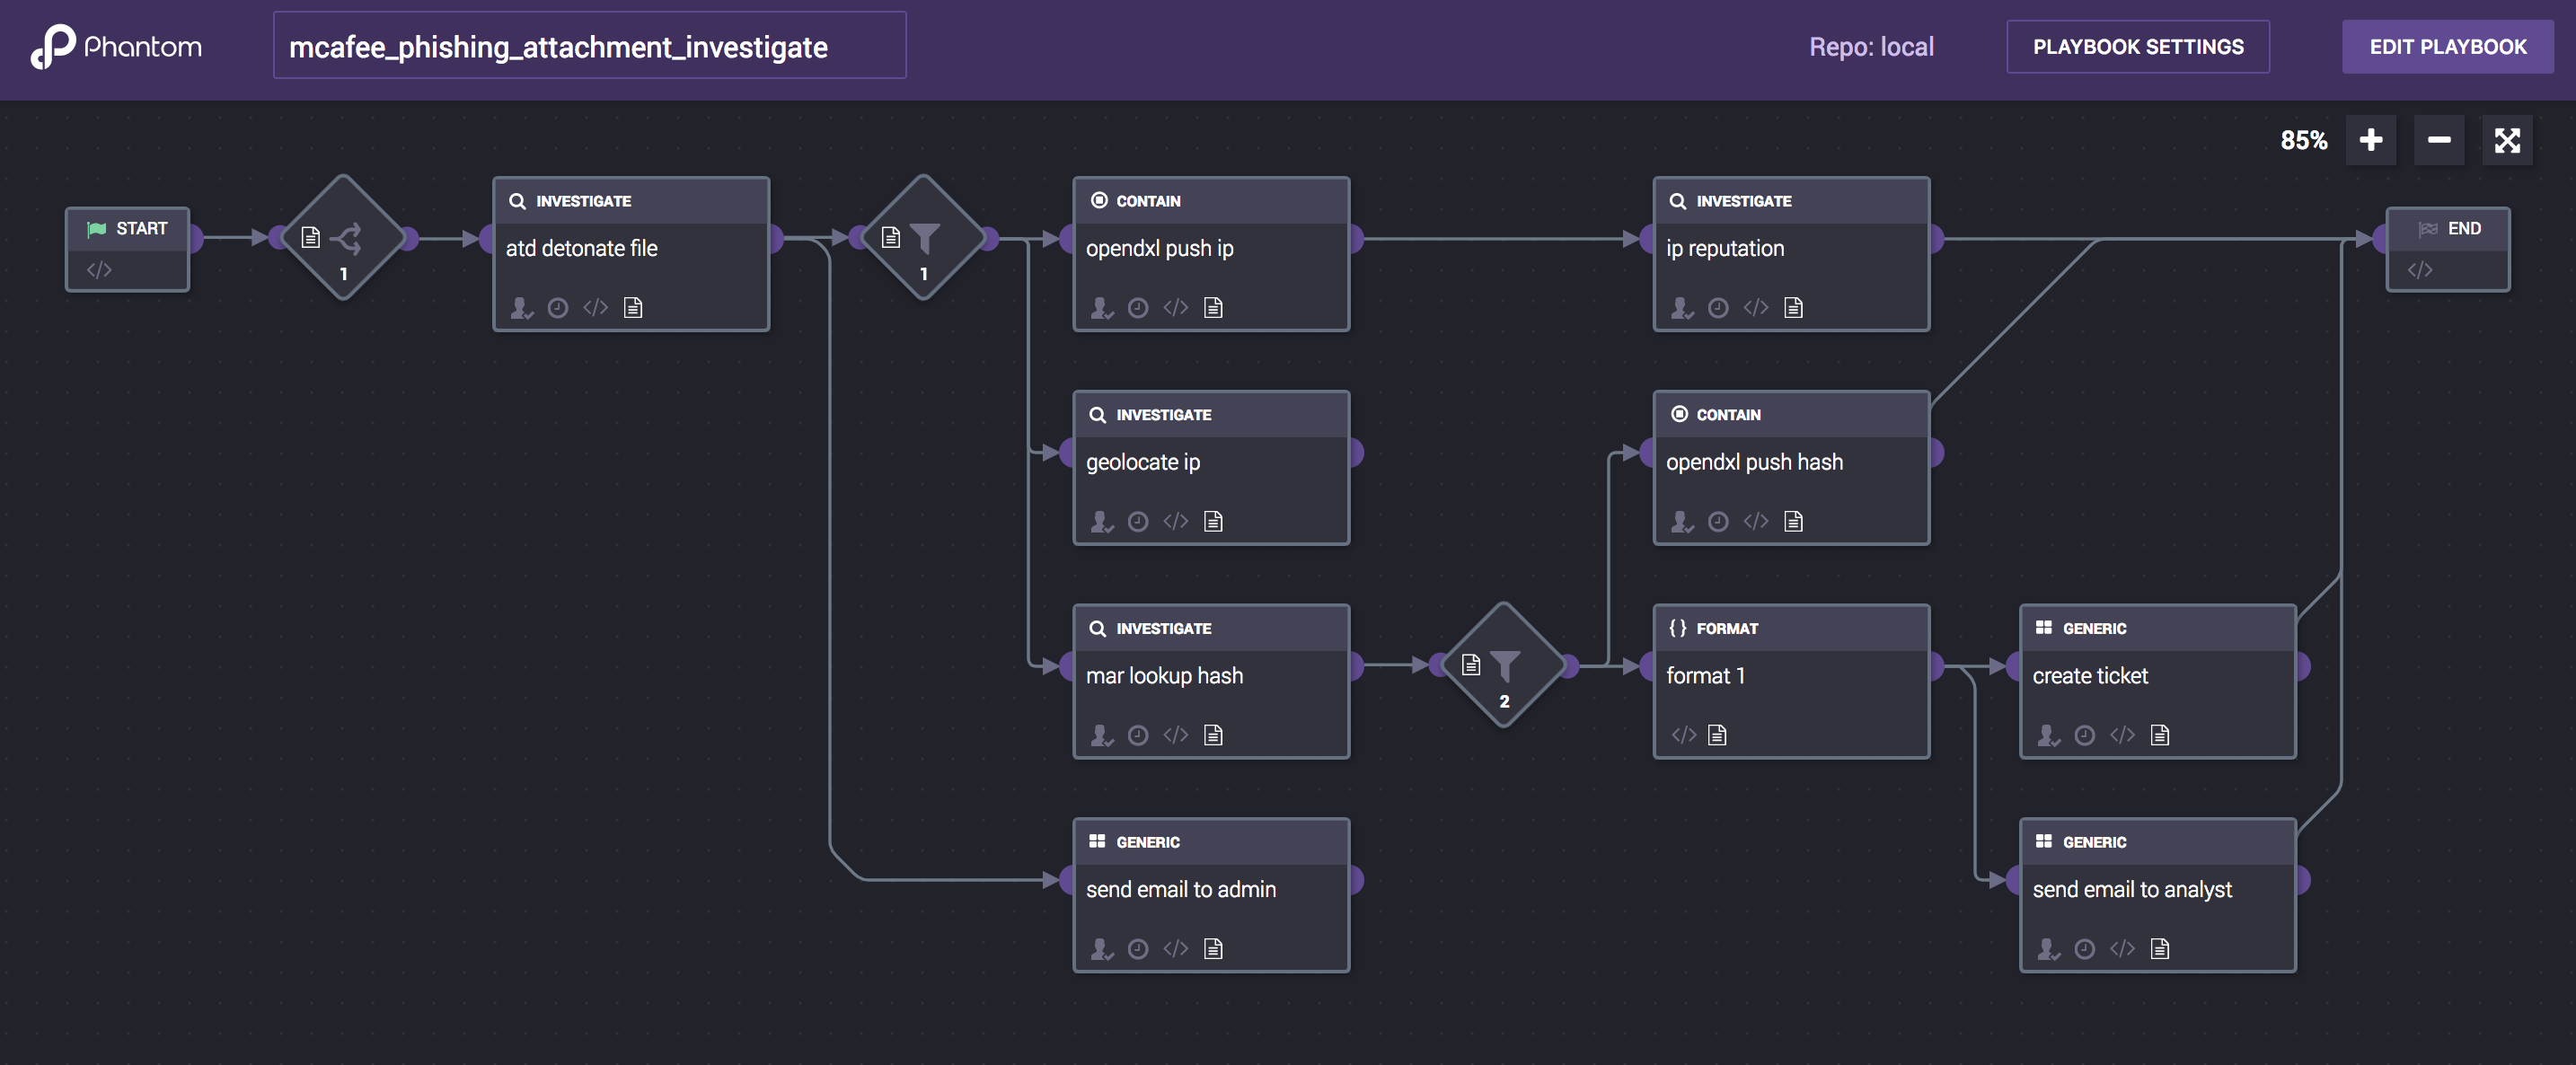 Phantom
mcafee_phishing_attachment_investigate
Repo: local
PLAYBOOK SETTINGS
EDIT PLAYBOOK
85%
START
</>
1
INVESTIGATE
atd detonate file
</>
1
CONTAIN
opendxl push ip
</>
INVESTIGATE
ip reputation
</>
END
</>
INVESTIGATE
geolocate ip
</>
CONTAIN
opendxl push hash
</>
INVESTIGATE
mar lookup hash
</>
2
{} FORMAT
format 1
</>
GENERIC
create ticket
</>
GENERIC
send email to admin
</>
GENERIC
send email to analyst
</>